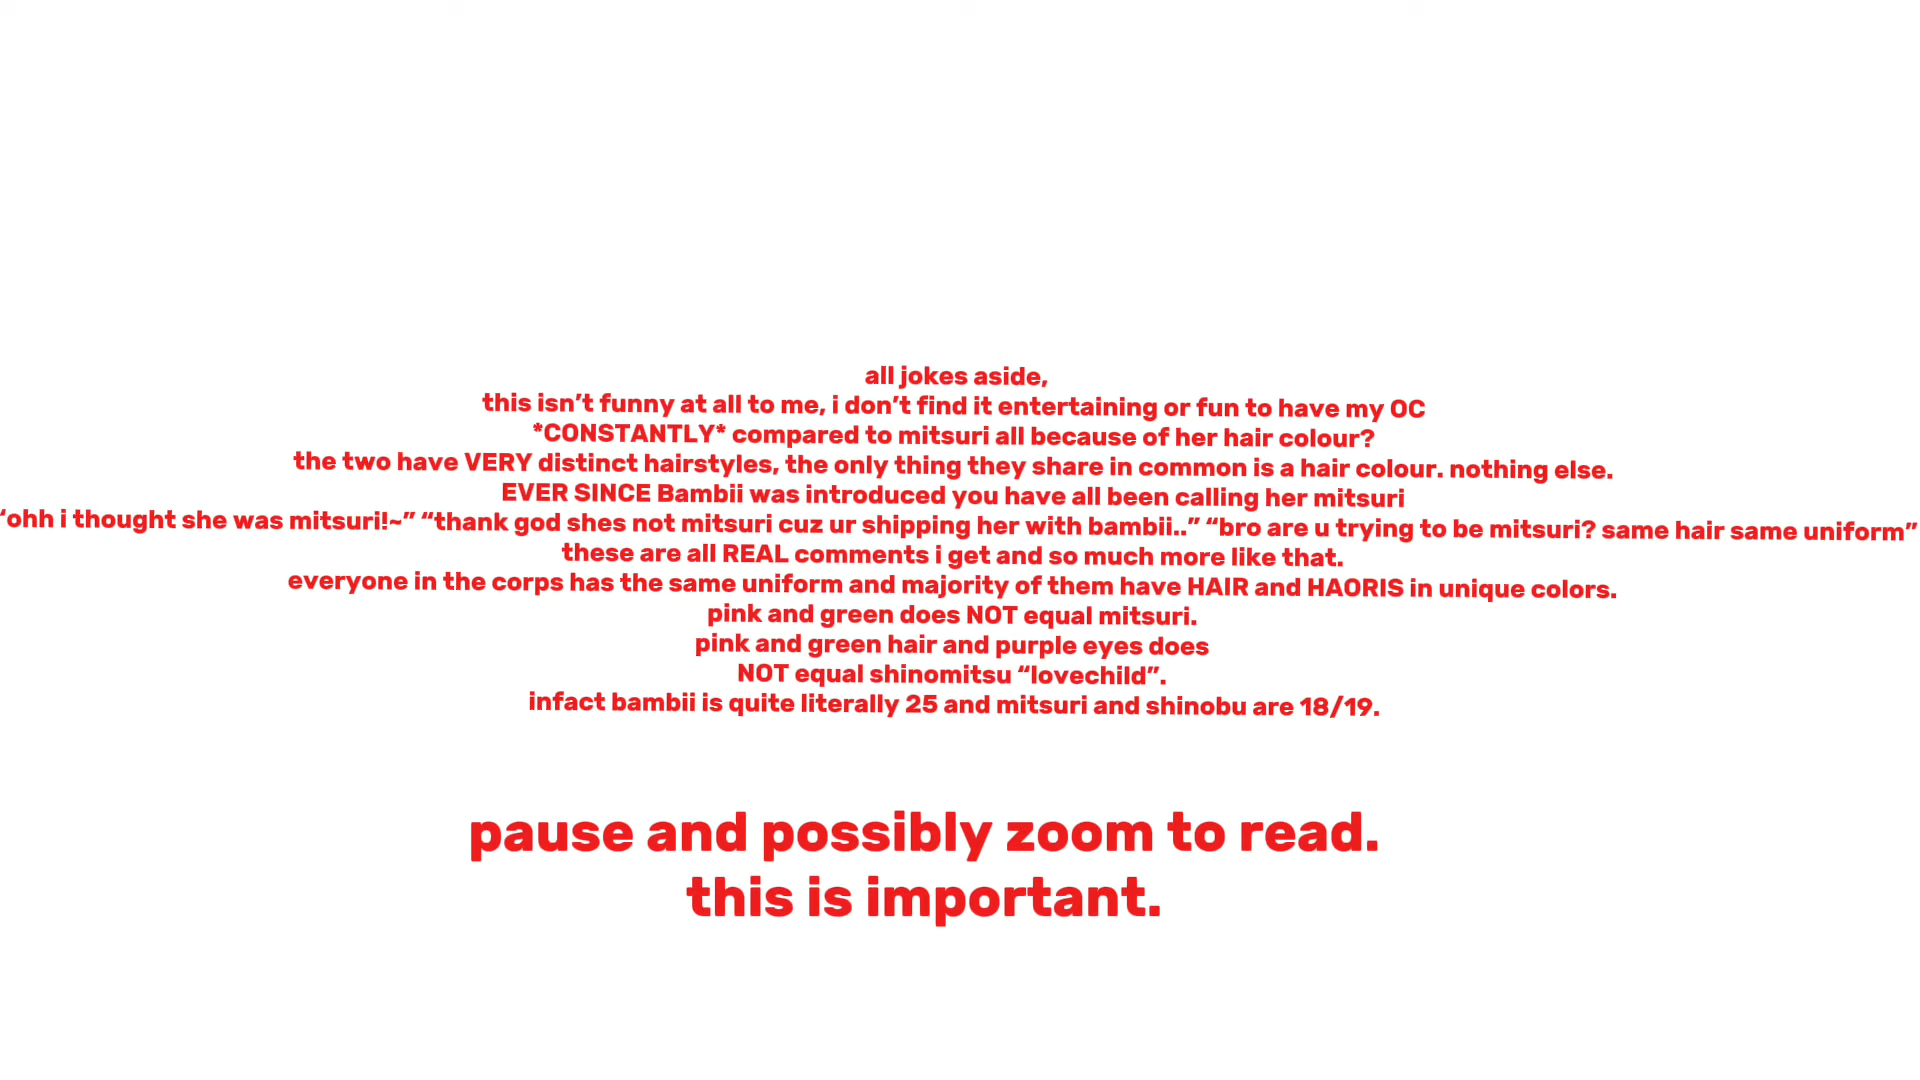 all jokes aside,
this isn’t funny at all to me, i don’t find it entertaining or fun to have my OC
*CONSTANTLY* compared to mitsuri all because of her hair colour?
the two have VERY distinct hairstyles, the only thing they share in common is a hair colour. nothing else.
EVER SINCE Bambii was introduced you have all been calling her mitsuri
“ohh i thought she was mitsuri!~” “thank god shes not mitsuri cuz ur shipping her with bambii..” “bro are u trying to be mitsuri? same hair same uniform”
these are all REAL comments i get and so much more like that.
everyone in the corps has the same uniform and majority of them have HAIR and HAORIS in unique colors.
pink and green does NOT equal mitsuri.
pink and green hair and purple eyes does
NOT equal shinomitsu “lovechild”.
infact bambii is quite literally 25 and mitsuri and shinobu are 18/19.
pause and possibly zoom to read.
this is important.